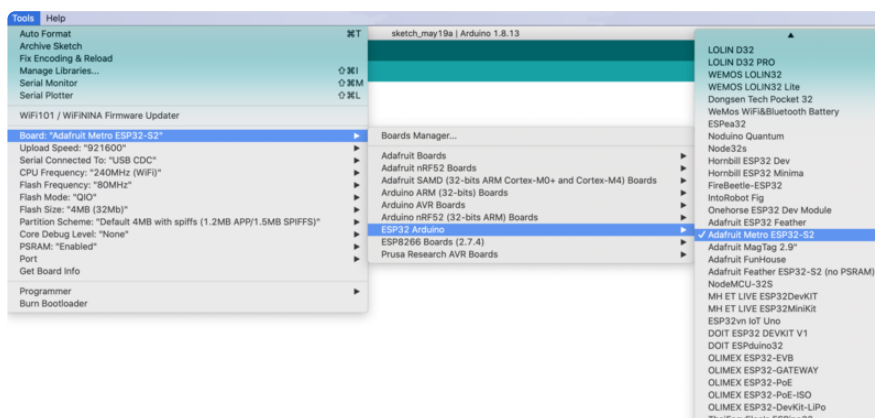 Tools Help
Auto Format ⌘T
Archive Sketch
Fix Encoding & Reload
Manage Libraries... ⇧⌘I
Serial Monitor ⇧⌘M
Serial Plotter ⇧⌘L
WiFi101 / WiFiNINA Firmware Updater
Board: "Adafruit Metro ESP32-S2"
Upload Speed: "921600"
Serial Connected To: "USB CDC"
CPU Frequency: "240MHz (WiFi)"
Flash Frequency: "80MHz"
Flash Mode: "QIO"
Flash Size: "4MB (32Mb)"
Partition Scheme: "Default 4MB with spiffs (1.2MB APP/1.5MB SPIFFS)"
Core Debug Level: "None"
PSRAM: "Enabled"
Port
Get Board Info
Programmer
Burn Bootloader
sketch_may19a | Arduino 1.8.13
Boards Manager...
Adafruit Boards
Adafruit nRF52 Boards
Adafruit SAMD (32-bits ARM Cortex-M0+ and Cortex-M4) Boards
Arduino ARM (32-bits) Boards
Arduino AVR Boards
Arduino nRF52 (32-bits ARM) Boards
ESP32 Arduino
ESP8266 Boards (2.7.4)
Prusa Research AVR Boards
LOLIN D32
LOLIN D32 PRO
WEMOS LOLIN32
WEMOS LOLIN32 Lite
Dongsen Tech Pocket 32
WeMos WiFi&Bluetooth Battery
ESPea32
Noduino Quantum
Node32s
Hornbill ESP32 Dev
Hornbill ESP32 Minima
FireBeetle-ESP32
IntoRobot Fig
Onehorse ESP32 Dev Module
Adafruit ESP32 Feather
✓ Adafruit Metro ESP32-S2
Adafruit MagTag 2.9"
Adafruit FunHouse
Adafruit Feather ESP32-S2 (no PSRAM)
NodeMCU-32S
MH ET LIVE ESP32DevKIT
MH ET LIVE ESP32MiniKit
ESP32vn IoT Uno
DOIT ESP32 DEVKIT V1
DOIT ESPduino32
OLIMEX ESP32-EVB
OLIMEX ESP32-GATEWAY
OLIMEX ESP32-PoE
OLIMEX ESP32-PoE-ISO
OLIMEX ESP32-DevKit-LiPo